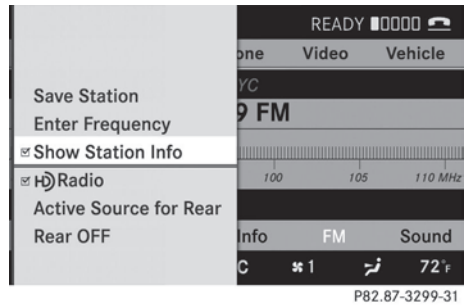 READY
one Video Vehicle
YC
Save Station
9 FM
Enter Frequency
Show Station Info
HD Radio
100 105 110 MHz
Active Source for Rear
Rear OFF
Info FM Sound
C 1 72°F
P82.87-3299-31